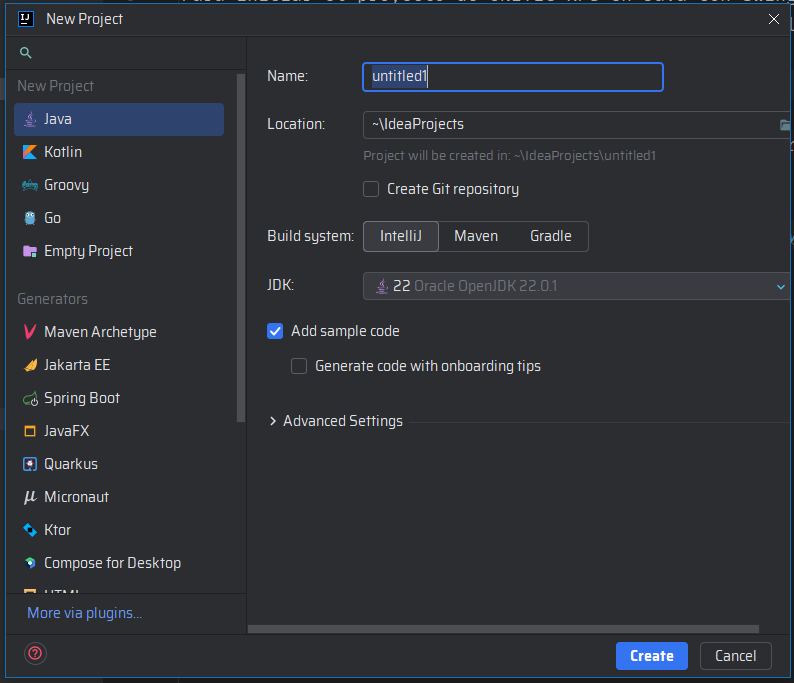 New Project
New Project
Java
Kotlin
Groovy
Go
Empty Project
Generators
Maven Archetype
Jakarta EE
Spring Boot
JavaFX
Quarkus
Micronaut
Ktor
Compose for Desktop
HTML
More via plugins...
Name: untitled1
Location: ~\IdeaProjects
Project will be created in: ~\IdeaProjects\untitled1
Create Git repository
Build system: IntelliJ Maven Gradle
JDK: 22 Oracle OpenJDK 22.0.1
Add sample code
Generate code with onboarding tips
Advanced Settings
? Create Cancel